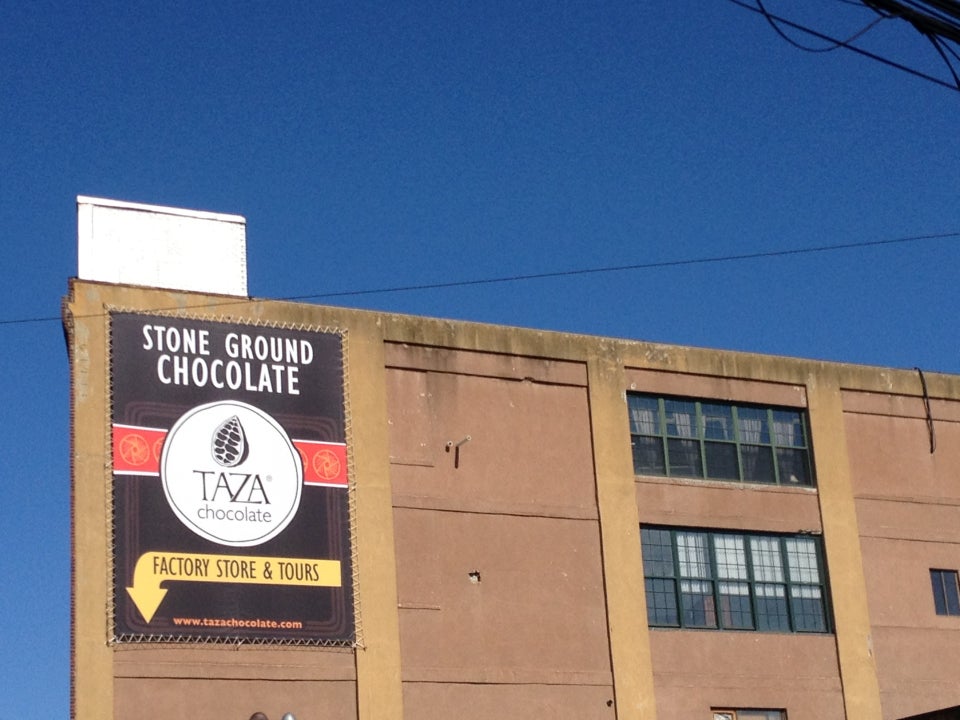 STONE GROUND
CHOCOLATE
TAZA®
chocolate
FACTORY STORE & TOURS
www.tazachocolate.com